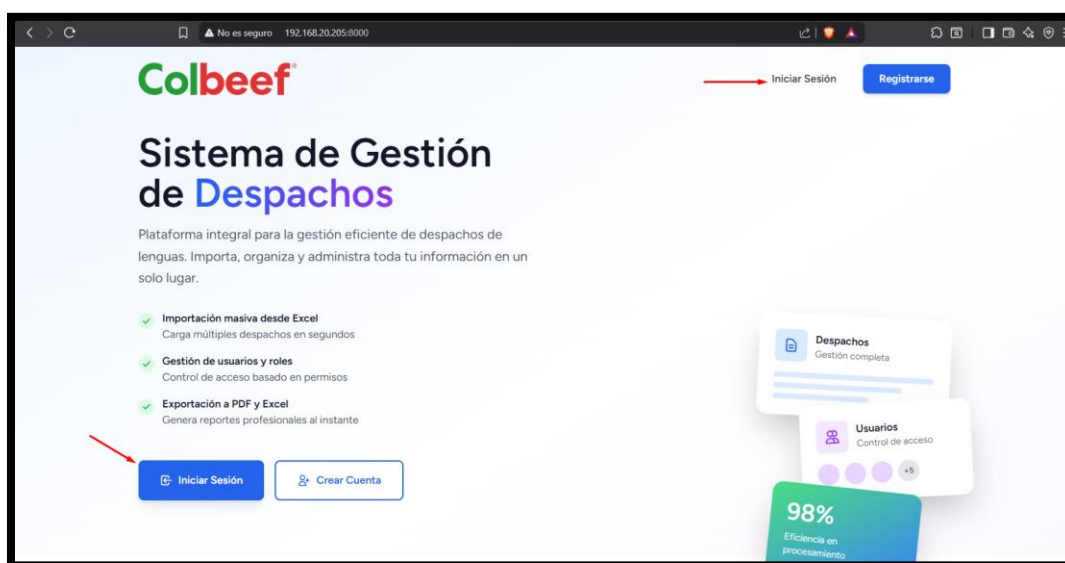 No es seguro 192.168.20.205:8000
Colbeef®
Iniciar Sesión
Registrarse
Sistema de Gestión
de Despachos
Plataforma integral para la gestión eficiente de despachos de
lenguas. Importa, organiza y administra toda tu información en un
solo lugar.
Importación masiva desde Excel
Carga múltiples despachos en segundos
Gestión de usuarios y roles
Control de acceso basado en permisos
Exportación a PDF y Excel
Genera reportes profesionales al instante
Iniciar Sesión
Crear Cuenta
Despachos
Gestión completa
Usuarios
Control de acceso
+5
98%
Eficiencia en
procesamiento